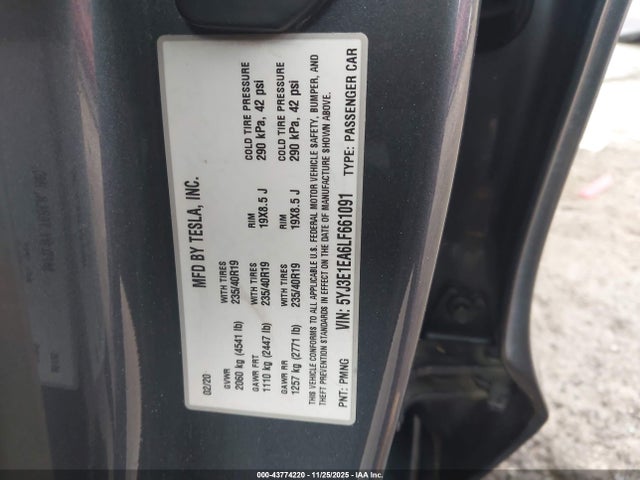 MFD BY TESLA, INC.
02/20
GVWR
2060 kg (4541 lb)
WITH TIRES
235/40R19
RIM
19X8.5 J
COLD TIRE PRESSURE
290 kPa, 42 psi
GAWR FRT
1110 kg (2447 lb)
WITH TIRES
235/40R19
GAWR RR
1257 kg (2771 lb)
WITH TIRES
235/40R19
RIM
19X8.5 J
COLD TIRE PRESSURE
290 kPa, 42 psi
THIS VEHICLE CONFORMS TO ALL APPLICABLE U.S. FEDERAL MOTOR VEHICLE SAFETY, BUMPER, AND
THEFT PREVENTION STANDARDS IN EFFECT ON THE DATE OF MANUFACTURE SHOWN ABOVE.
PNT: PMNG VIN: 5YJ3E1EA6LF661091 TYPE: PASSENGER CAR
000-43774220 - 11/25/2025 - IAA Inc.